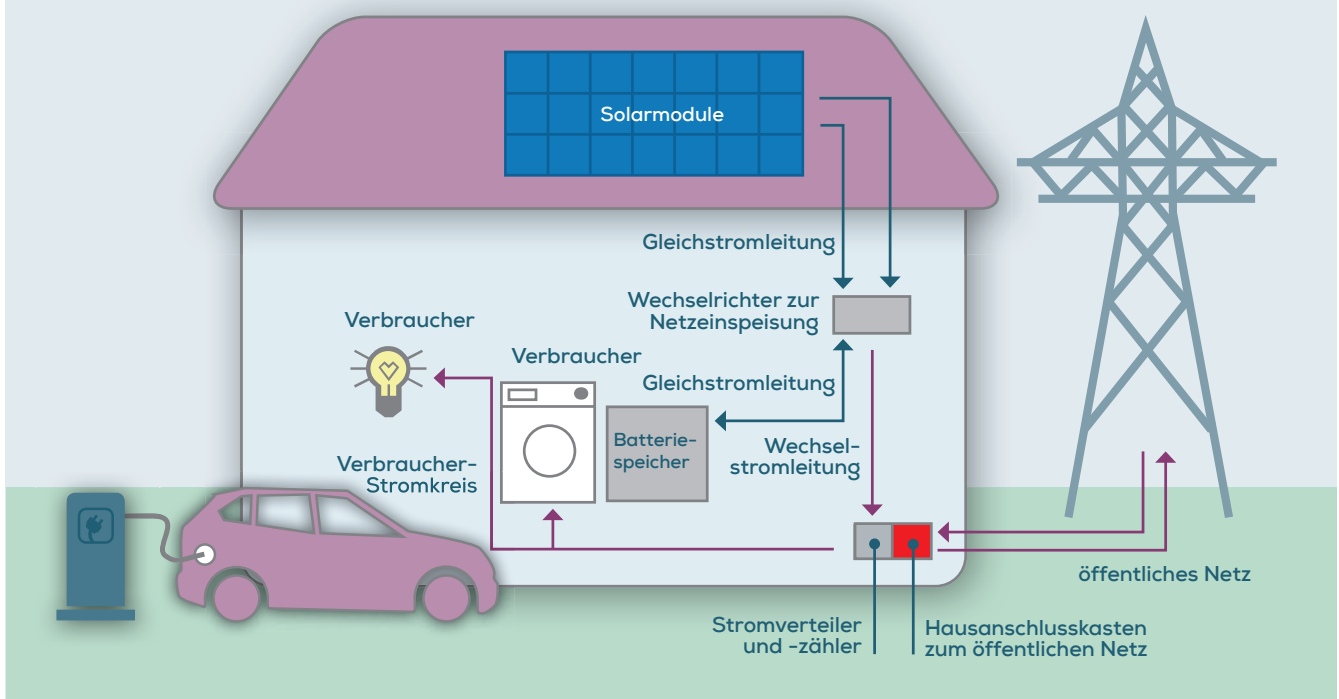 Solarmodule
Gleichstromleitung
Wechselrichter zur
Netzeinspeisung
Verbraucher
Verbraucher
Gleichstromleitung
Batterie-
speicher
Wechsel-
stromleitung
Verbraucher-
Stromkreis
öffentliches Netz
Stromverteiler
und -zähler
Hausanschlusskasten
zum öffentlichen Netz